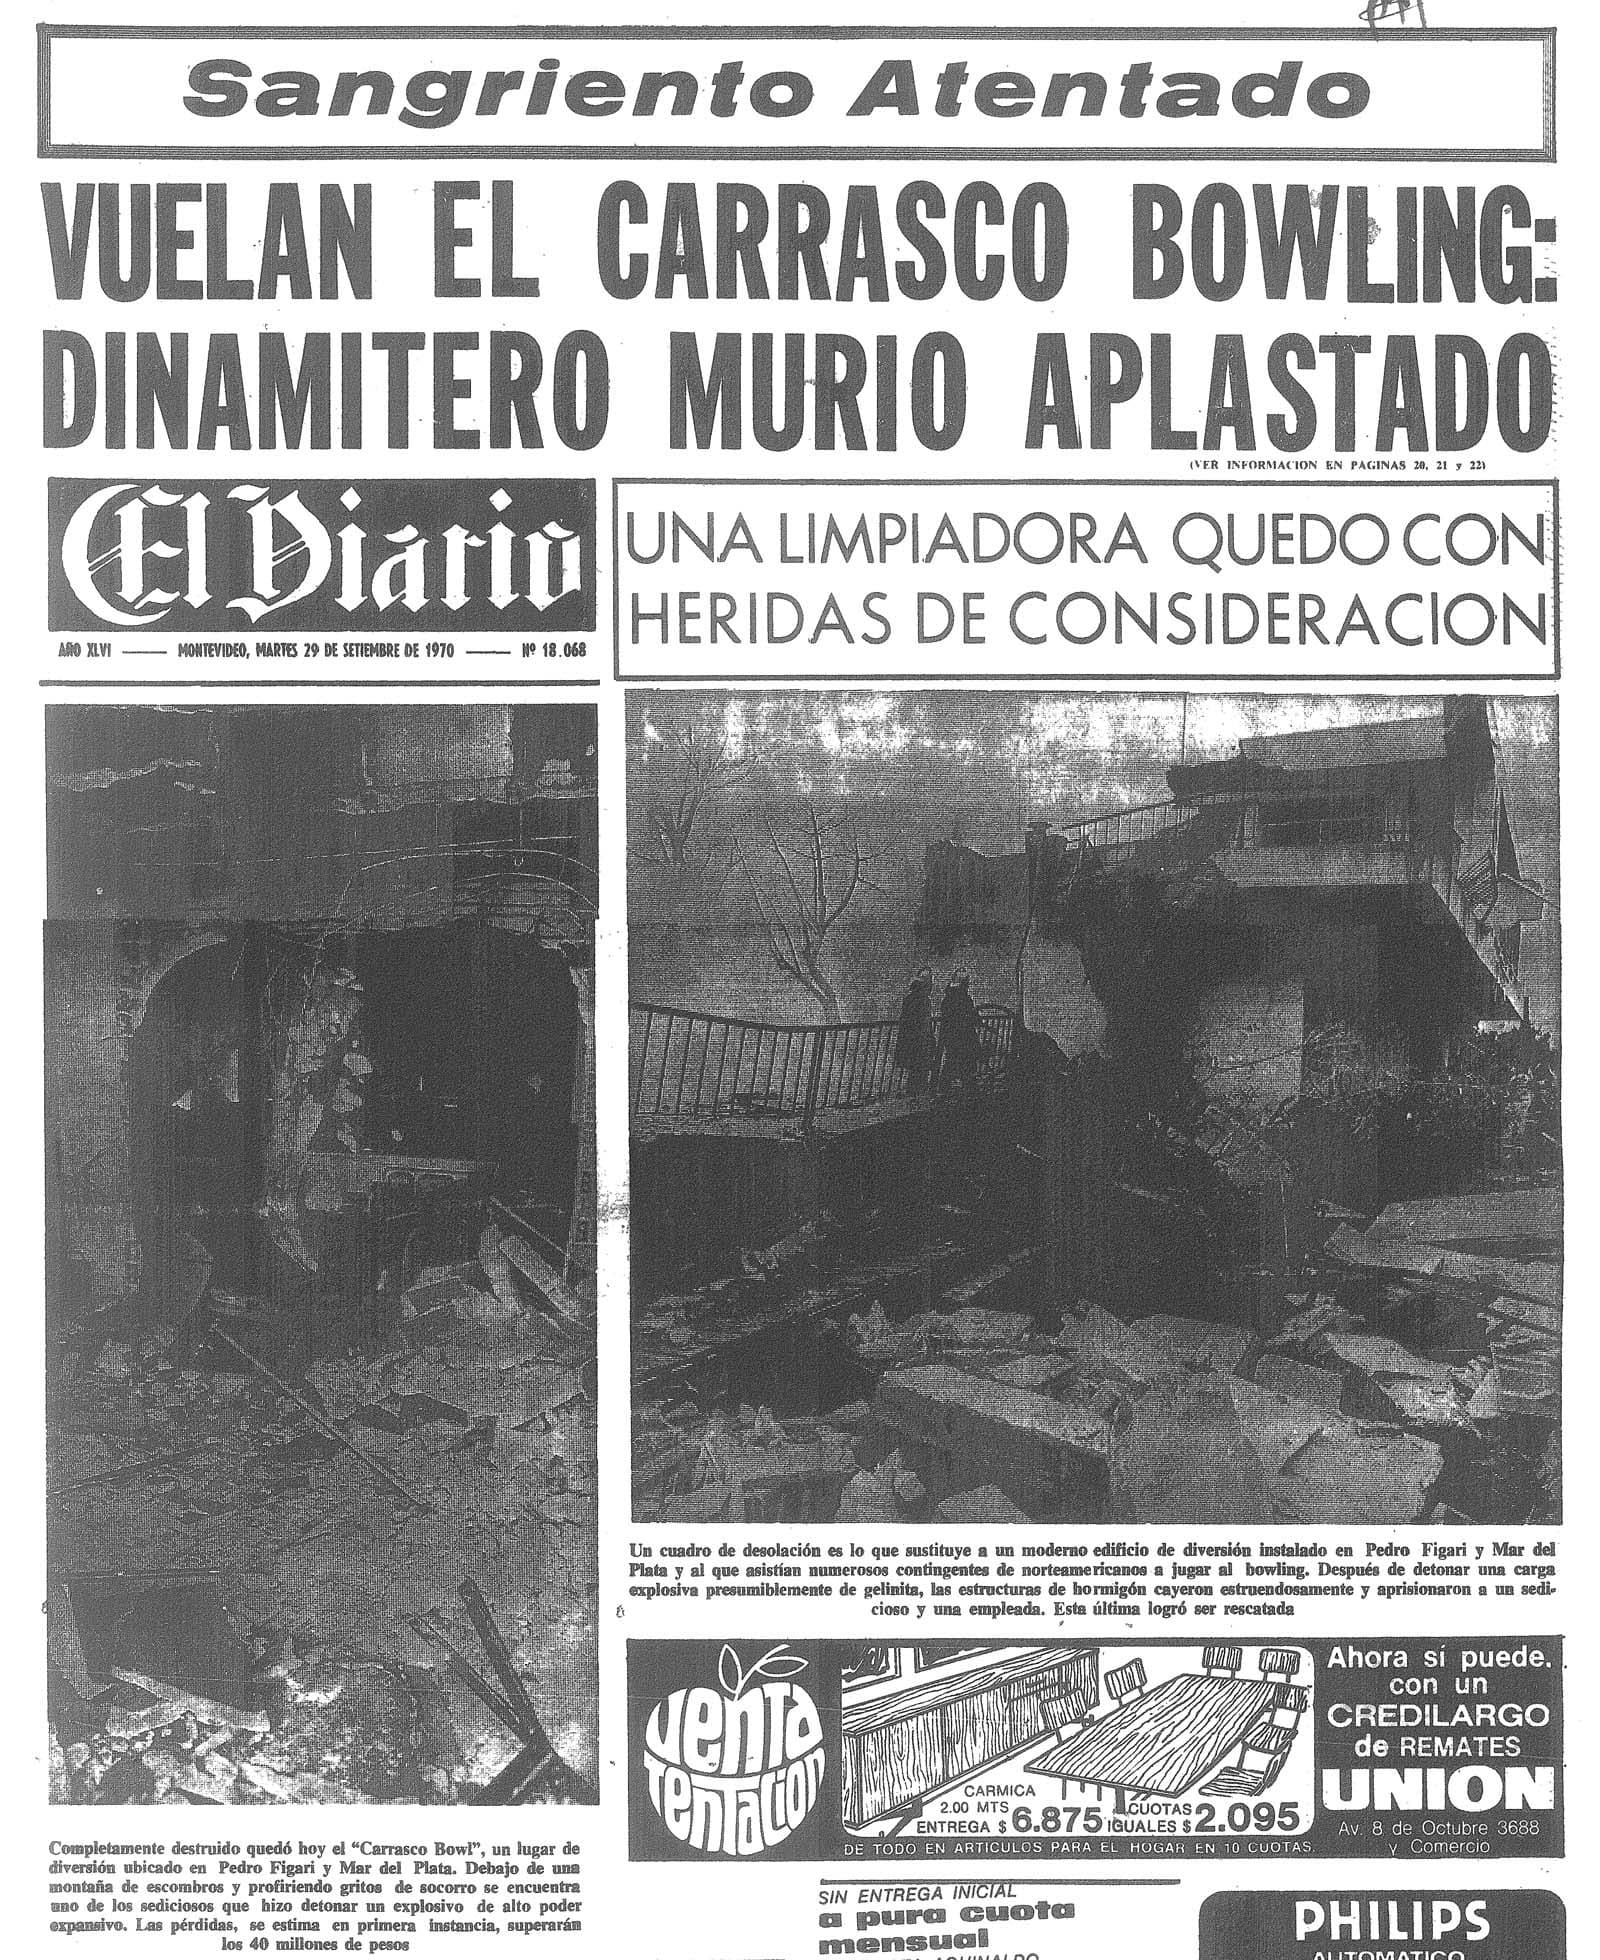 Sangriento Atentado
VUELAN EL CARRASCO BOWLING:
DINAMITERO MURIO APLASTADO
(VER INFORMACION EN PAGINAS 20, 21 y 22)
El Diario
AÑO XLVI — MONTEVIDEO, MARTES 29 DE SETIEMBRE DE 1970 — Nº 18.068
UNA LIMPIADORA QUEDO CON
HERIDAS DE CONSIDERACION
Un cuadro de desolación es lo que sustituye a un moderno edificio de diversión instalado en Pedro Figari y Mar del
Plata y al que asistían numerosos contingentes de norteamericanos a jugar al bowling. Después de detonar una carga
explosiva presumiblemente de gelinita, las estructuras de hormigón cayeron estruendosamente y aprisionaron a un sedi-
cioso y una empleada. Esta última logró ser rescatada
Completamente destruido quedó hoy el “Carrasco Bowl”, un lugar de
diversión ubicado en Pedro Figari y Mar del Plata. Debajo de una
montaña de escombros y profiriendo gritos de socorro se encuentra
uno de los sediciosos que hizo detonar un explosivo de alto poder
expansivo. Las pérdidas, se estima en primera instancia, superarán
los 40 millones de pesos
venta
tentación
CARMICA
2.00 MTS
ENTREGA $ 6.875 CUOTAS IGUALES $ 2.095
DE TODO EN ARTICULOS PARA EL HOGAR EN 10 CUOTAS.
Ahora sí puede.
con un
CREDILARGO
de REMATES
UNION
Av. 8 de Octubre 3688
y Comercio
SIN ENTREGA INICIAL
a pura cuota
mensual
PHILIPS
AUTOMATICO